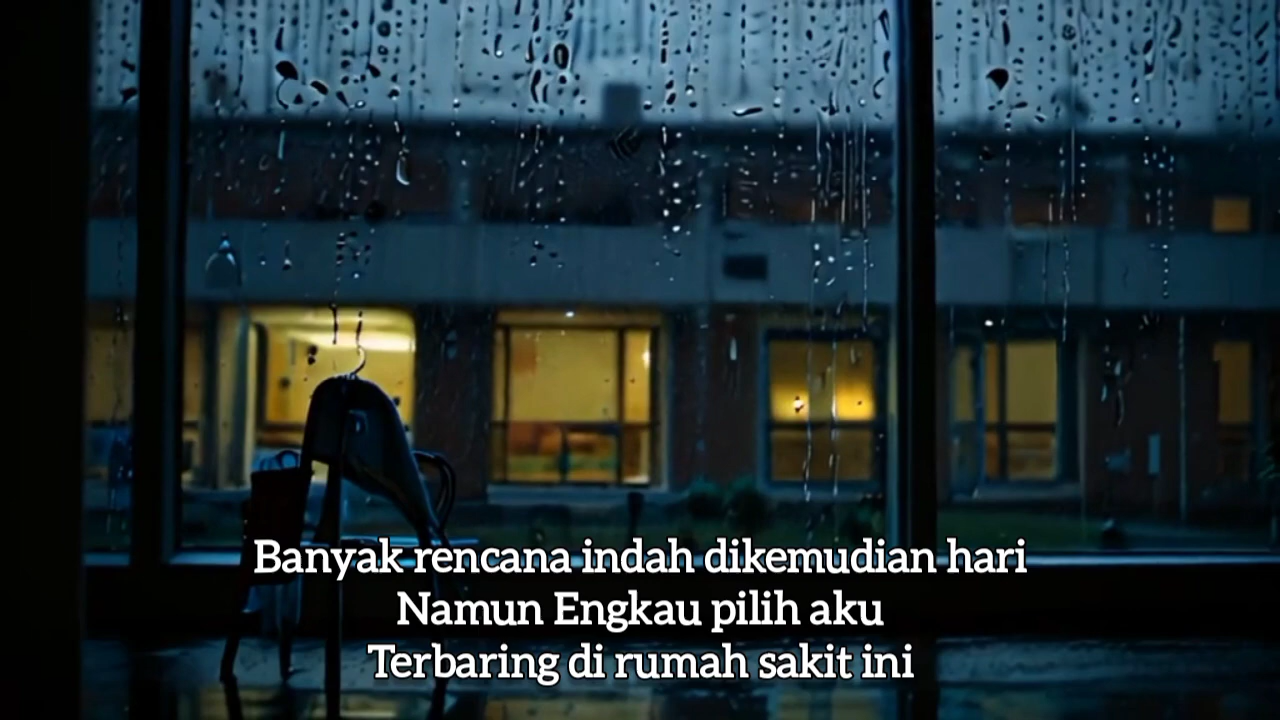 Banyak rencana indah dikemudian hari
Namun Engkau pilih aku
Terbaring di rumah sakit ini